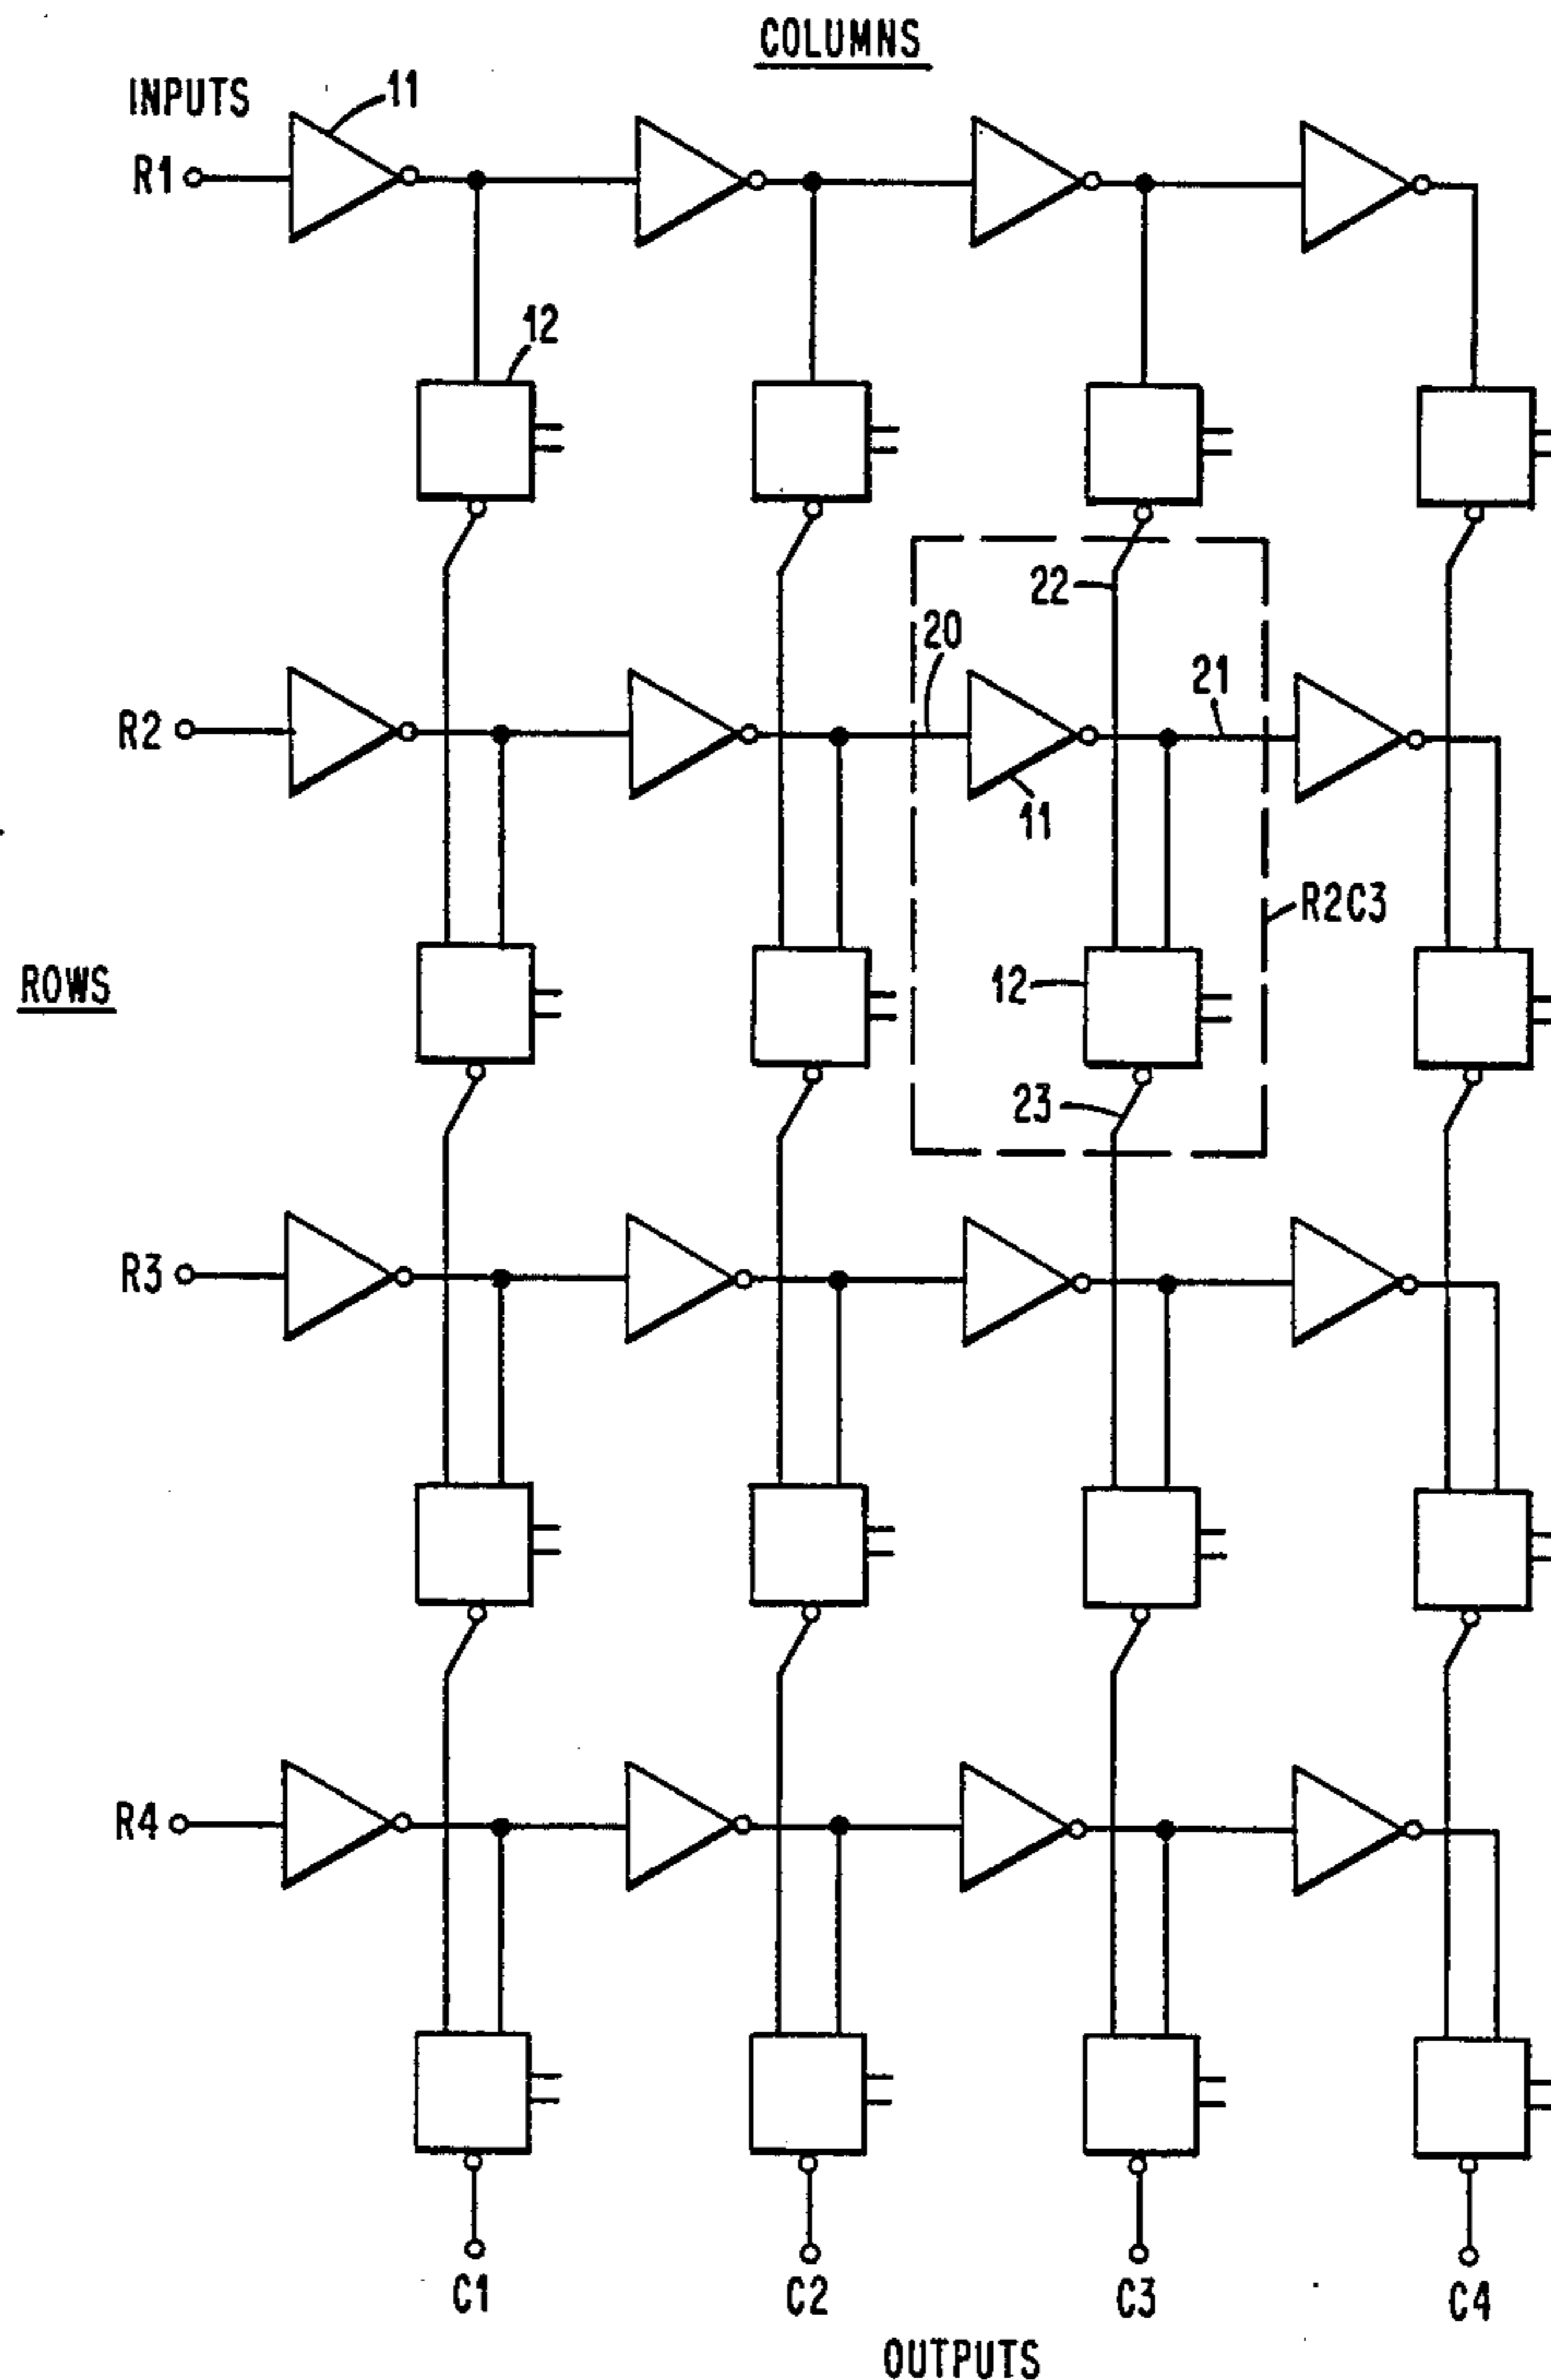 COLUMNS
INPUTS
11
R1
12
22
20
21
R2
11
R2C3
ROWS
12
23
R3
R4
C1
C2
C3
C4
OUTPUTS